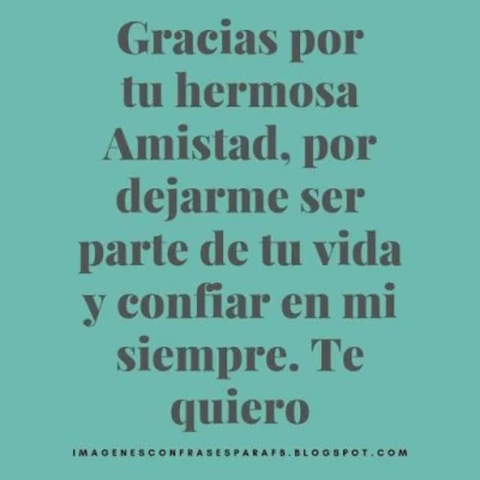 Gracias por
tu hermosa
Amistad, por
dejarme ser
parte de tu vida
y confiar en mi
siempre. Te
quiero
IMAGENESCONFRASESPARAFB.BLOGSPOT.COM